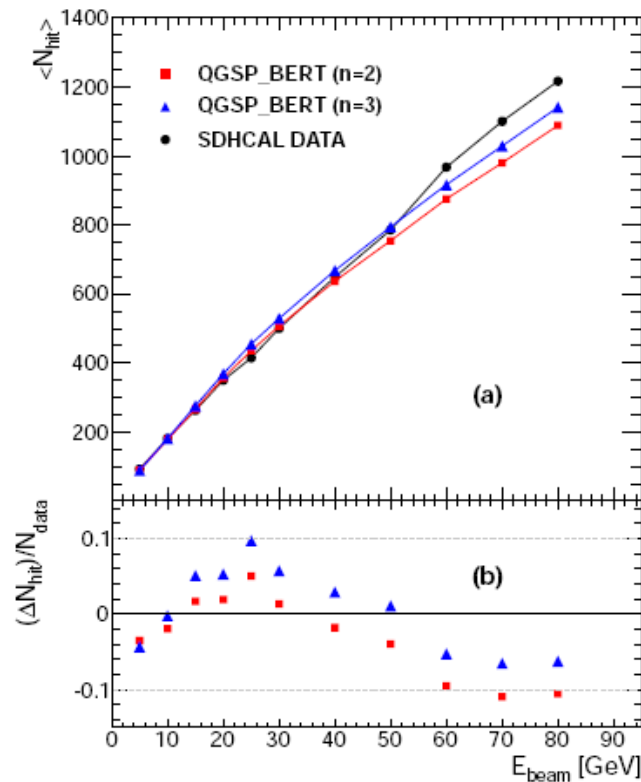 <N_hit>
1400
1200
1000
800
600
400
200
QGSP_BERT (n=2)
QGSP_BERT (n=3)
SDHCAL DATA
(a)
(ΔN_hit)/N_data
0.1
0
-0.1
(b)
0 10 20 30 40 50 60 70 80 90
E_beam [GeV]